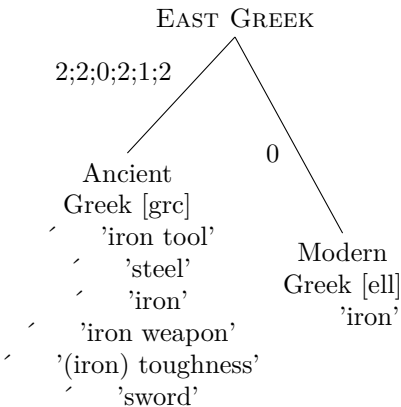 EAST GREEK
2;2;0;2;1;2
0
Ancient
Greek [grc]
´ 'iron tool'
´ 'steel'
´ 'iron'
´ 'iron weapon'
´ '(iron) toughness'
´ 'sword'
Modern
Greek [ell]
'iron'